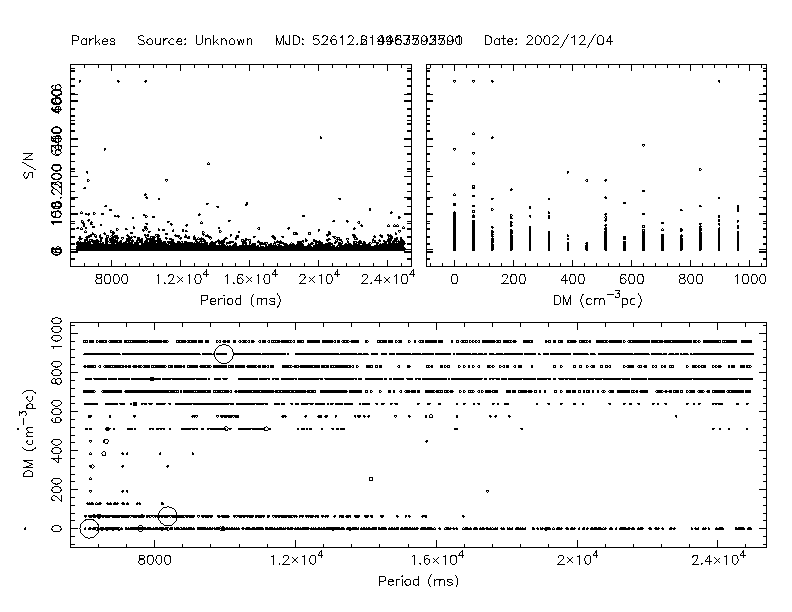 Parkes Source: Unknown MJD: 52612. Date: 2002/12/04
S/N
8000 1.2×10⁴ 1.6×10⁴ 2×10⁴ 2.4×10⁴
Period (ms)
0 200 400 600 800 1000
DM (cm⁻³pc)
DM (cm⁻³pc)
0 200 400 600 800 1000
8000 1.2×10⁴ 1.6×10⁴ 2×10⁴ 2.4×10⁴
Period (ms)